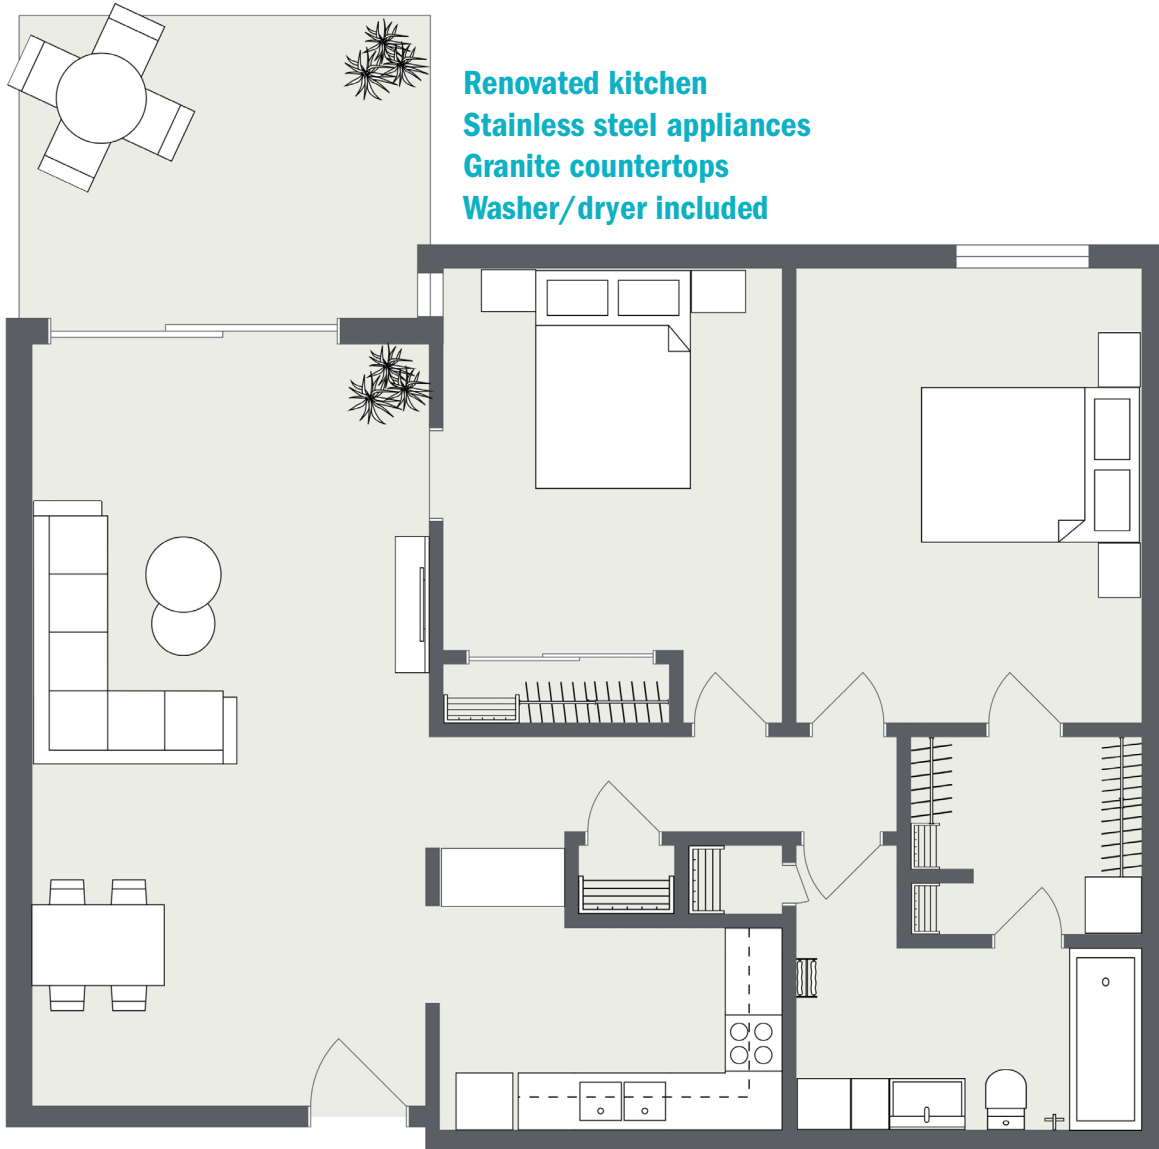 Renovated kitchen
Stainless steel appliances
Granite countertops
Washer/dryer included